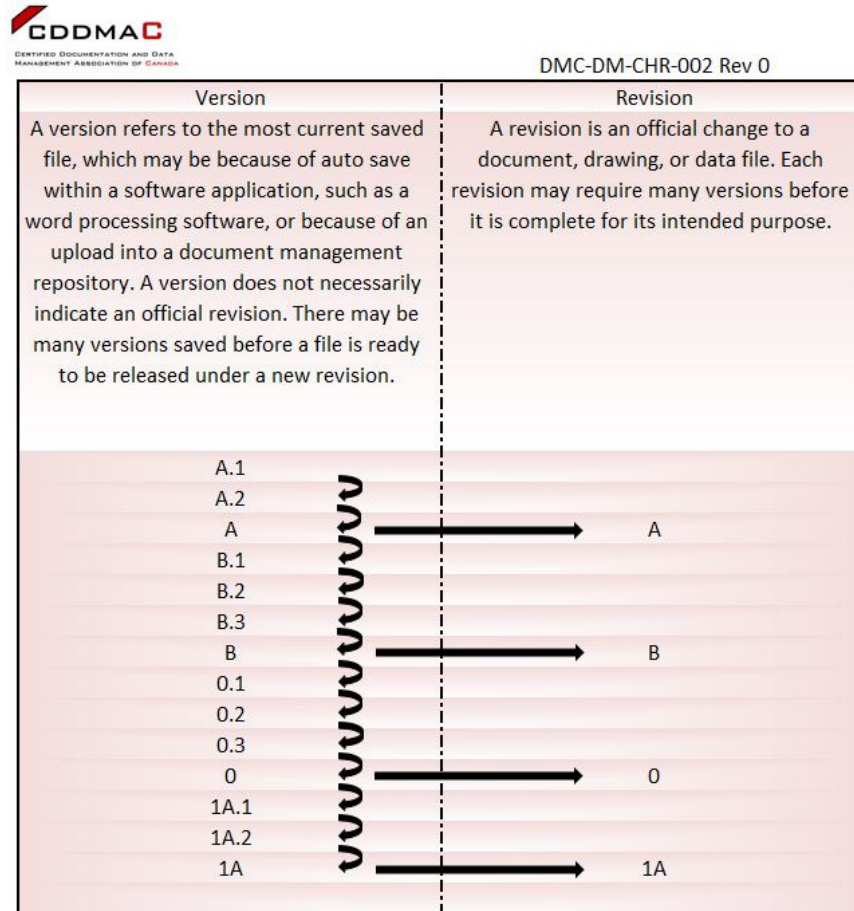 CDDMAC
CERTIFIED DOCUMENTATION AND DATA
MANAGEMENT ASSOCIATION OF CANADA
DMC-DM-CHR-002 Rev 0
Version
A version refers to the most current saved
file, which may be because of auto save
within a software application, such as a
word processing software, or because of an
upload into a document management
repository. A version does not necessarily
indicate an official revision. There may be
many versions saved before a file is ready
to be released under a new revision.
Revision
A revision is an official change to a
document, drawing, or data file. Each
revision may require many versions before
it is complete for its intended purpose.
A.1
A.2
A A
B.1
B.2
B.3
B B
0.1
0.2
0.3
0 0
1A.1
1A.2
1A 1A